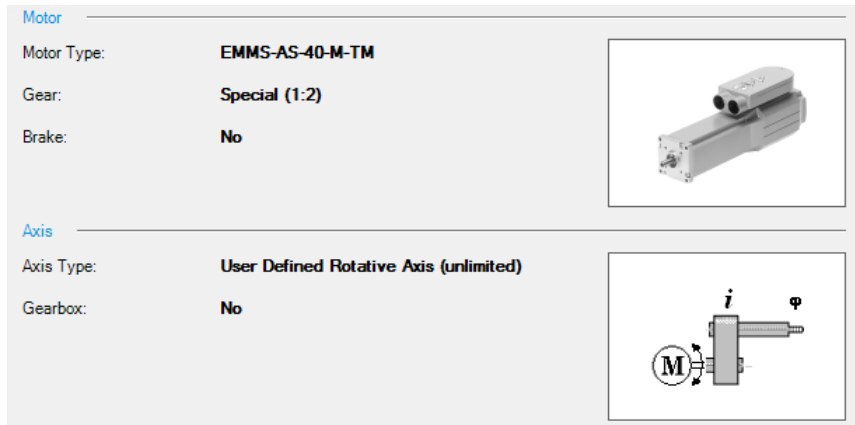 Motor
Motor Type: EMMS-AS-40-M-TM
Gear: Special (1:2)
Brake: No
Axis
Axis Type: User Defined Rotative Axis (unlimited)
Gearbox: No
i φ
M